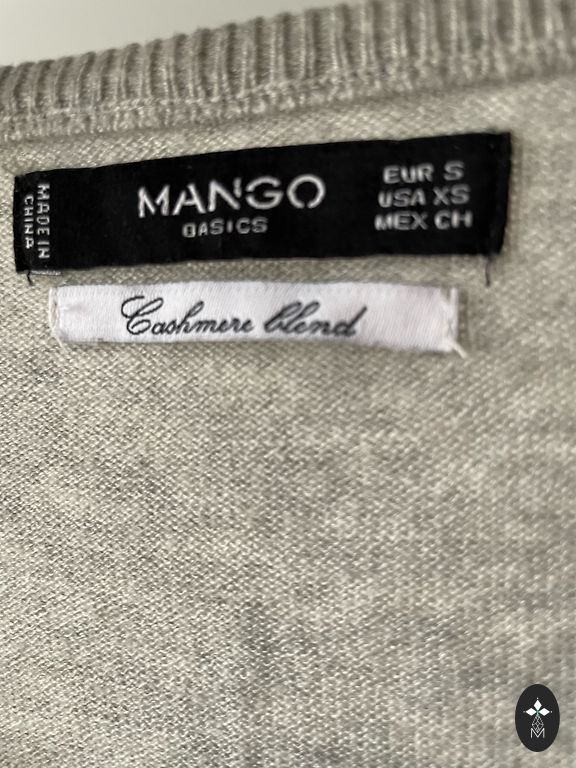 MADE IN
CHINA
MANGO
BASICS
EUR S
USA XS
MEX CH
Cashmere blend
M